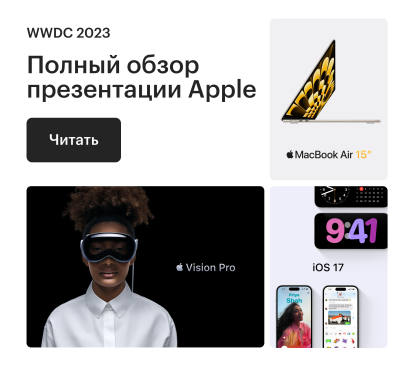 WWDC 2023
Полный обзор
презентации Apple
Читать
MacBook Air 15”
Vision Pro
9:41
iOS 17